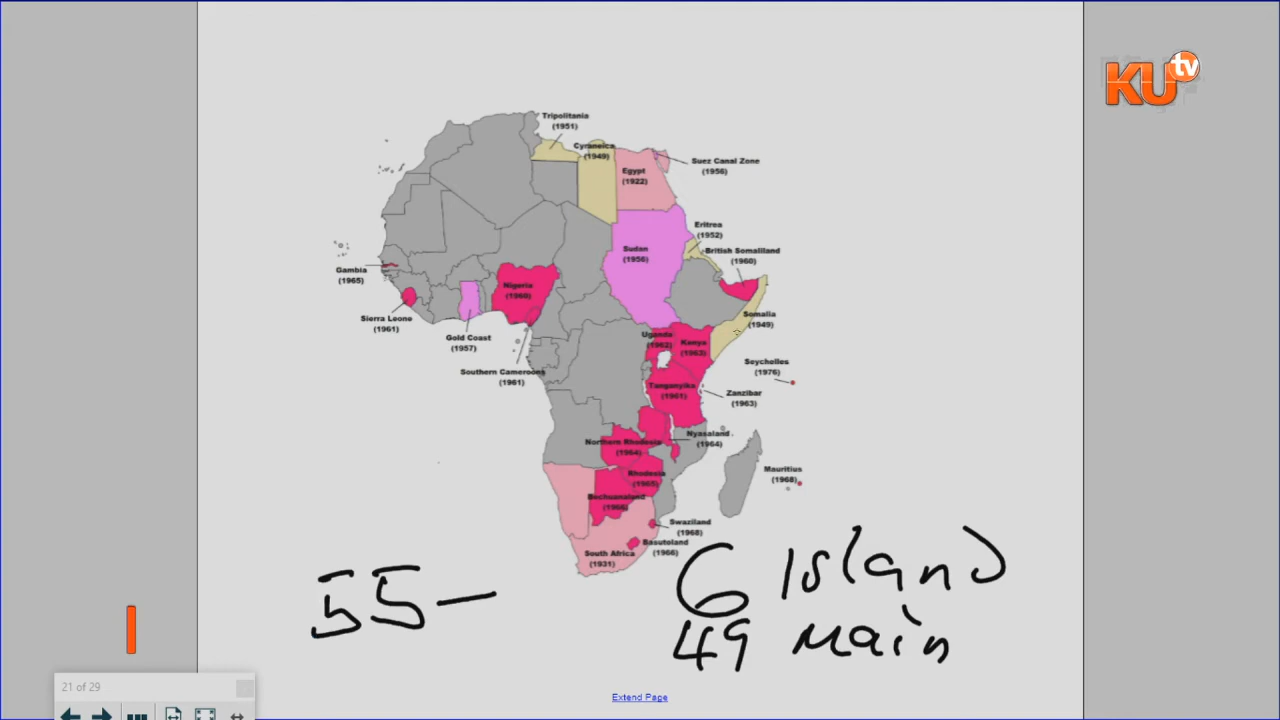 KU tv
Tripolitania
(1951)
Cyraneica
(1949)
Egypt
(1922)
Suez Canal Zone
(1956)
Eritrea
(1952)
Sudan
(1956)
British Somaliland
(1960)
Gambia
(1965)
Nigeria
(1960)
Sierra Leone
(1961)
Gold Coast
(1957)
Somalia
(1949)
Uganda
(1962)
Kenya
(1963)
Southern Cameroons
(1961)
Seychelles
(1976)
Tanganyika
(1961)
Zanzibar
(1963)
Northern Rhodesia
(1964)
Nyasaland
(1964)
Rhodesia
(1965)
Mauritius
(1968)
Bechuanaland
(1966)
Swaziland
(1968)
Basutoland
(1966)
South Africa
(1931)
55 — 6 Island
49 Main
Extend Page
21 of 29